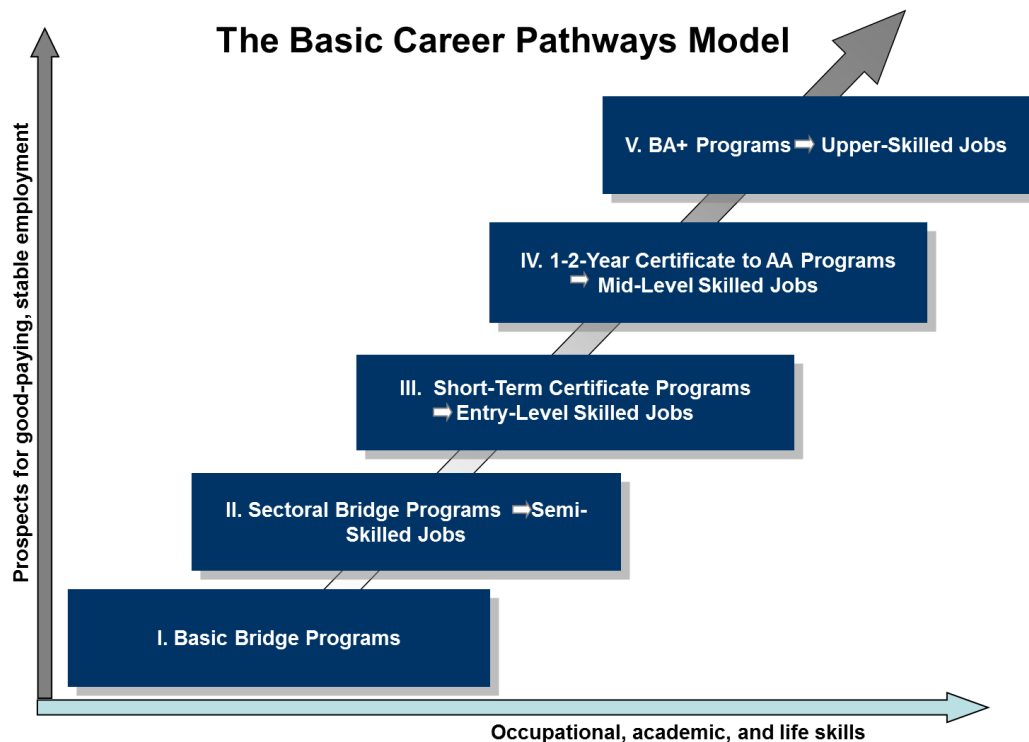 The Basic Career Pathways Model
V. BA+ Programs ⇨ Upper-Skilled Jobs
IV. 1-2-Year Certificate to AA Programs
⇨ Mid-Level Skilled Jobs
III. Short-Term Certificate Programs
⇨ Entry-Level Skilled Jobs
II. Sectoral Bridge Programs ⇨Semi-
Skilled Jobs
I. Basic Bridge Programs
Prospects for good-paying, stable employment
Occupational, academic, and life skills